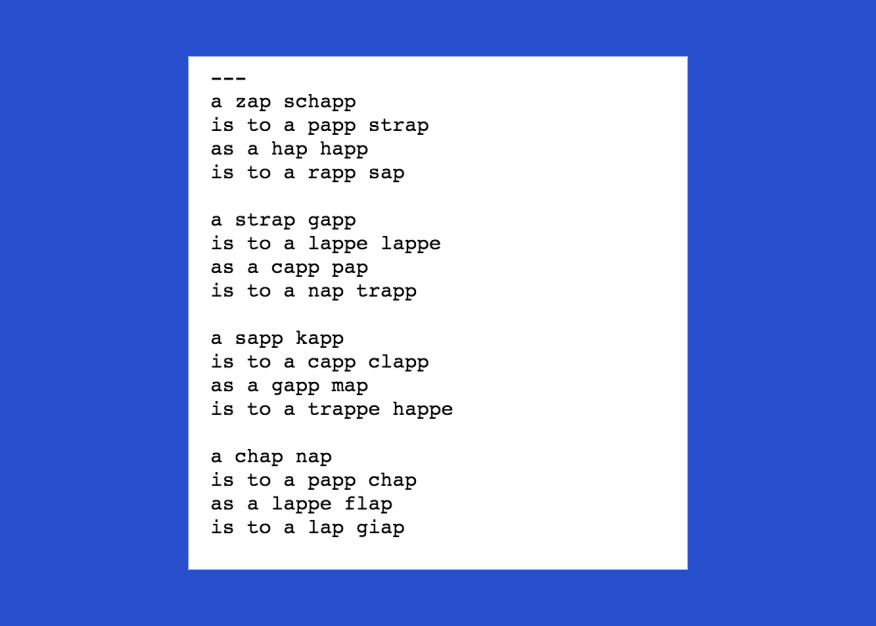 ---
a zap schapp
is to a papp strap
as a hap happ
is to a rapp sap

a strap gapp
is to a lappe lappe
as a capp pap
is to a nap trapp

a sapp kapp
is to a capp clapp
as a gapp map
is to a trappe happe

a chap nap
is to a papp chap
as a lappe flap
is to a lap giap